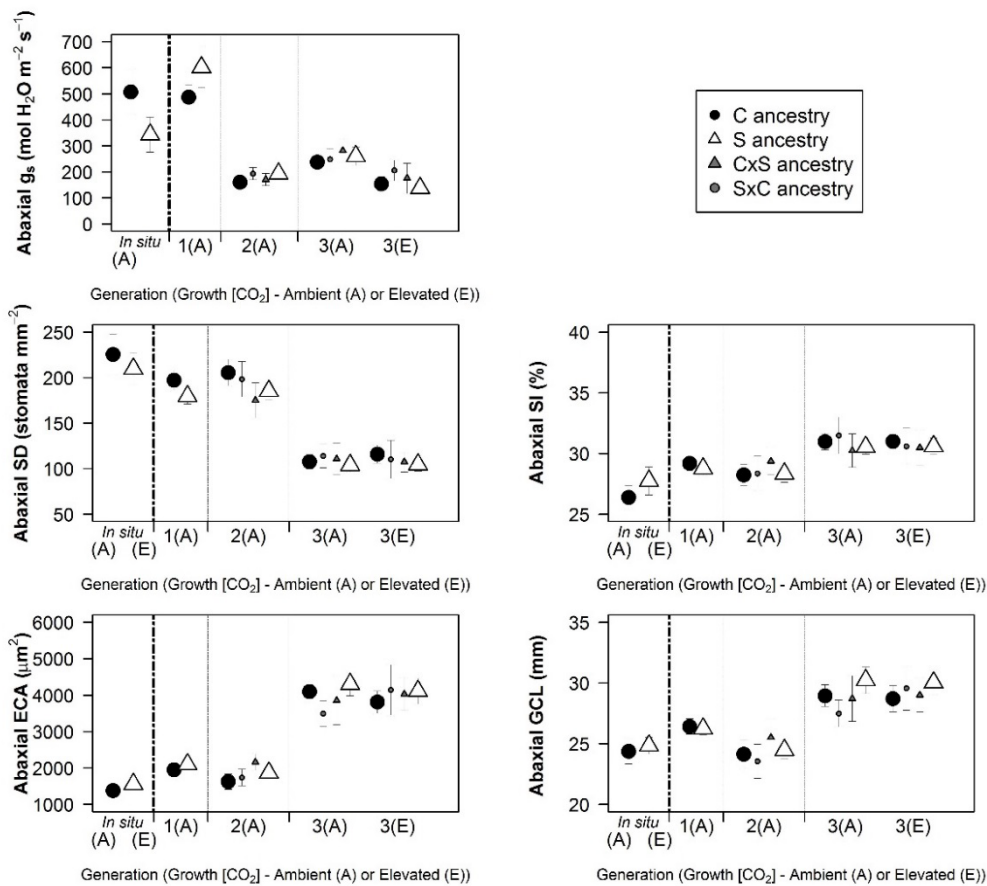 Abaxial gs (mol H2O m−2 s−1)
700
600
500
400
300
200
100
0
In situ
(A)
1(A)
2(A)
3(A)
3(E)
Generation (Growth [CO2] - Ambient (A) or Elevated (E))
C ancestry
S ancestry
CxS ancestry
SxC ancestry
Abaxial SD (stomata mm−2)
250
200
150
100
50
In situ
(A) (E)
1(A)
2(A)
3(A)
3(E)
Generation (Growth [CO2] - Ambient (A) or Elevated (E))
Abaxial SI (%)
40
35
30
25
In situ
(A) (E)
1(A)
2(A)
3(A)
3(E)
Generation (Growth [CO2] - Ambient (A) or Elevated (E))
Abaxial ECA (μm2)
6000
5000
4000
3000
2000
1000
In situ
(A) (E)
1(A)
2(A)
3(A)
3(E)
Generation (Growth [CO2] - Ambient (A) or Elevated (E))
Abaxial GCL (mm)
35
30
25
20
In situ
(A) (E)
1(A)
2(A)
3(A)
3(E)
Generation (Growth [CO2] - Ambient (A) or Elevated (E))